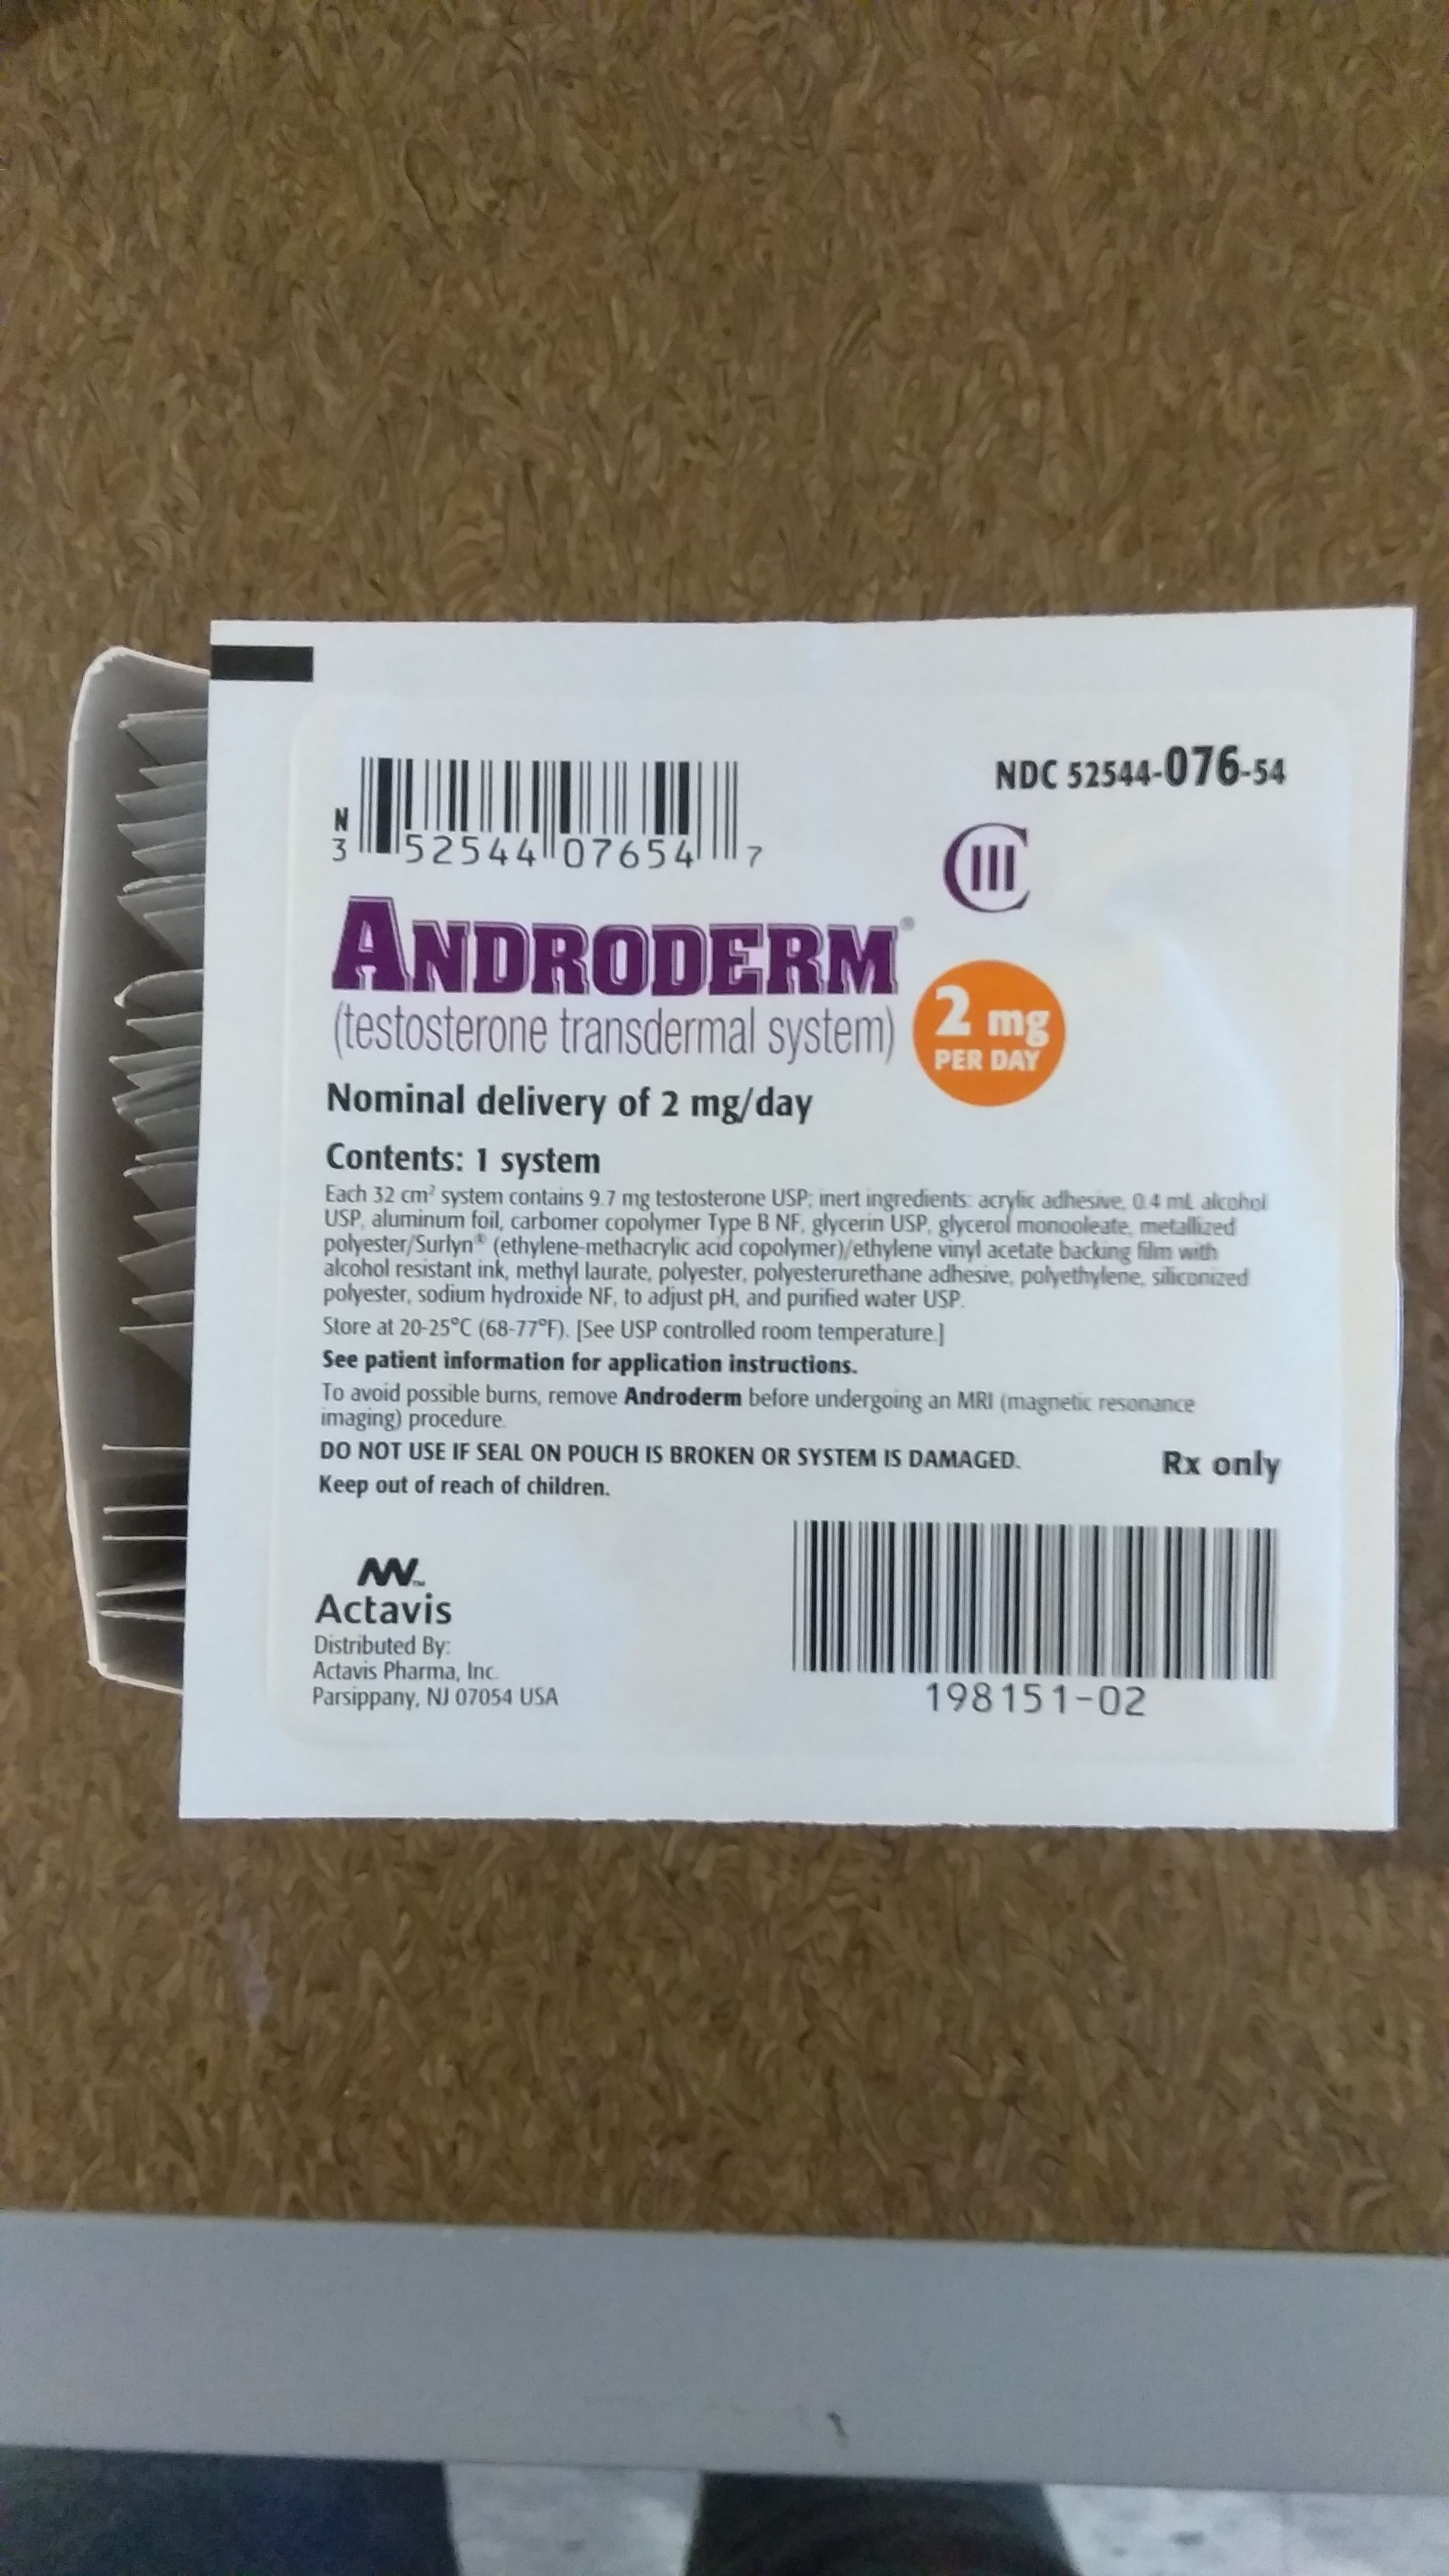 NDC 52544-076-54
N
3 52544 07654 7
CIII
ANDRODERM®
(testosterone transdermal system)
2 mg
PER DAY
Nominal delivery of 2 mg/day
Contents: 1 system
Each 32 cm² system contains 9.7 mg testosterone USP; inert ingredients: acrylic adhesive, 0.4 mL alcohol
USP, aluminum foil, carbomer copolymer Type B NF, glycerin USP, glycerol monooleate, metallized
polyester/Surlyn® (ethylene-methacrylic acid copolymer)/ethylene vinyl acetate backing film with
alcohol resistant ink, methyl laurate, polyester, polyesterurethane adhesive, polyethylene, siliconized
polyester, sodium hydroxide NF, to adjust pH, and purified water USP.
Store at 20-25°C (68-77°F). [See USP controlled room temperature.]
See patient information for application instructions.
To avoid possible burns, remove Androderm before undergoing an MRI (magnetic resonance
imaging) procedure.
DO NOT USE IF SEAL ON POUCH IS BROKEN OR SYSTEM IS DAMAGED.
Keep out of reach of children.
Rx only
Actavis
Distributed By:
Actavis Pharma, Inc.
Parsippany, NJ 07054 USA
198151-02